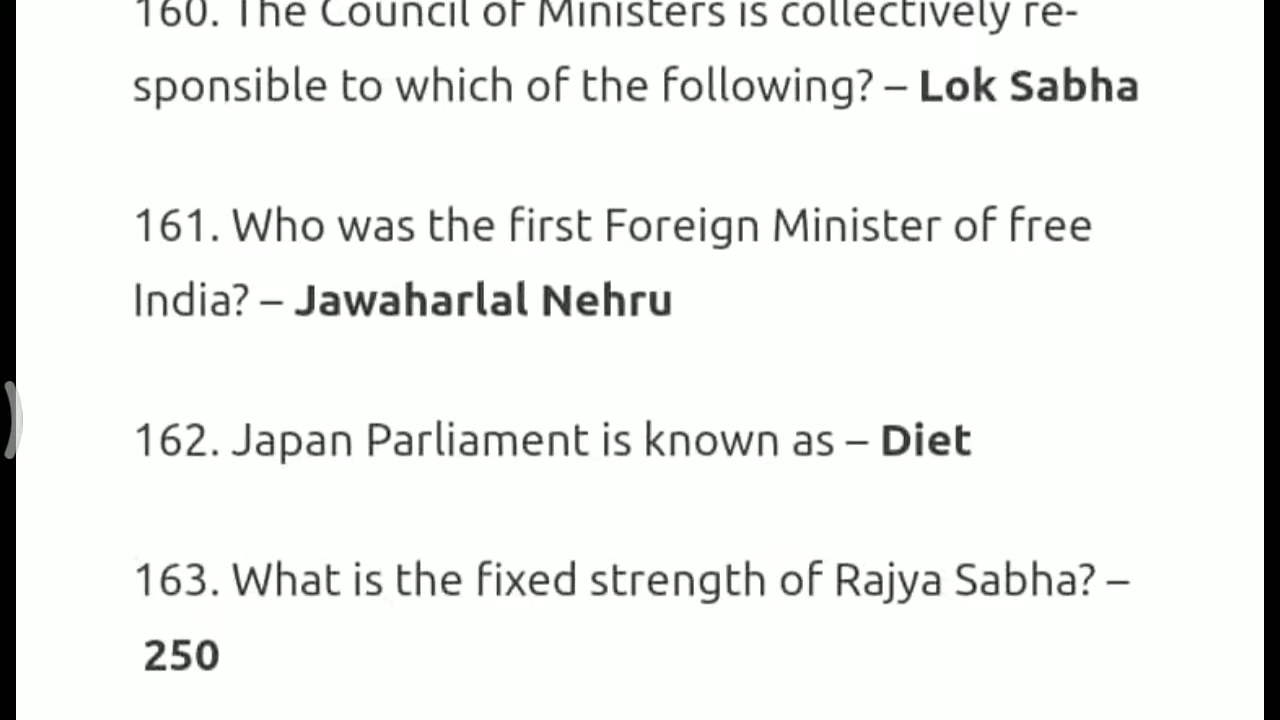 160. The Council of Ministers is collectively re-
sponsible to which of the following? – Lok Sabha
161. Who was the first Foreign Minister of free
India? – Jawaharlal Nehru
162. Japan Parliament is known as – Diet
163. What is the fixed strength of Rajya Sabha? –
250